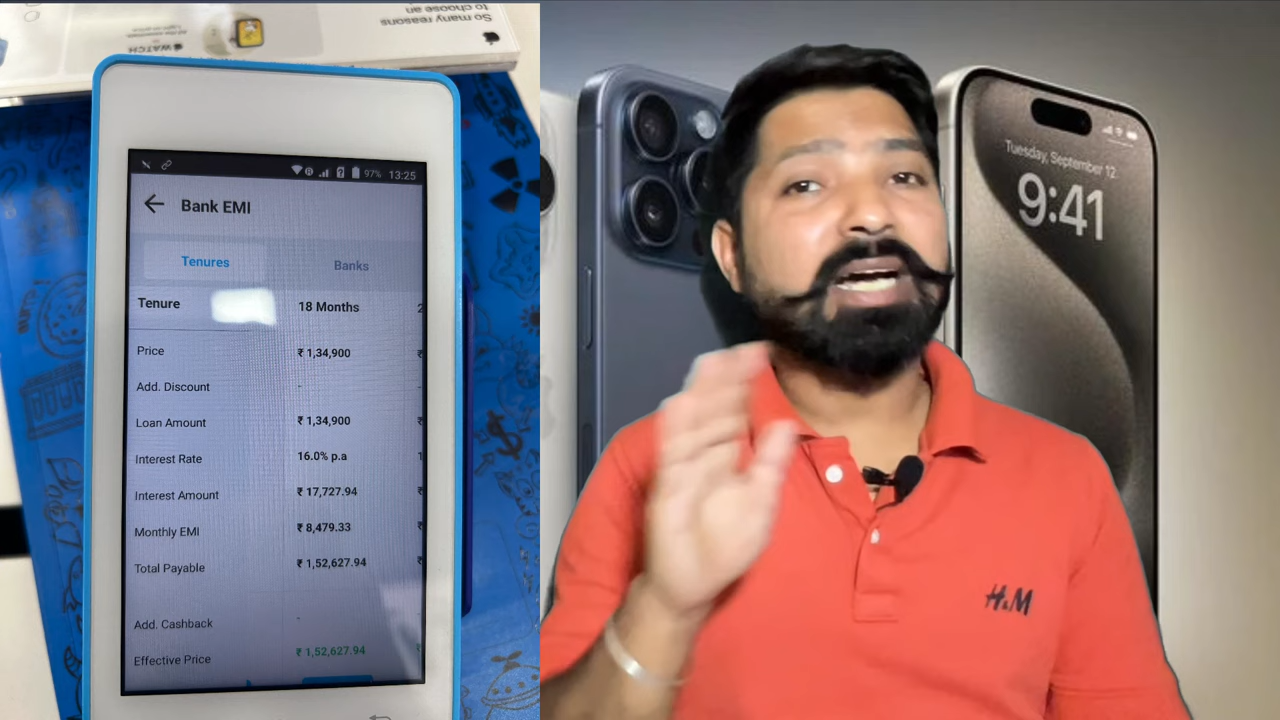 So many reasons
to choose an
WATCH
97% 13:25
Bank EMI
Tenures Banks
Tenure 18 Months
Price ₹ 1,34,900
Add. Discount -
Loan Amount ₹ 1,34,900
Interest Rate 16.0% p.a
Interest Amount ₹ 17,727.94
Monthly EMI ₹ 8,479.33
Total Payable ₹ 1,52,627.94
Add. Cashback -
Effective Price ₹ 1,52,627.94
Tuesday, September 12
9:41
H&M